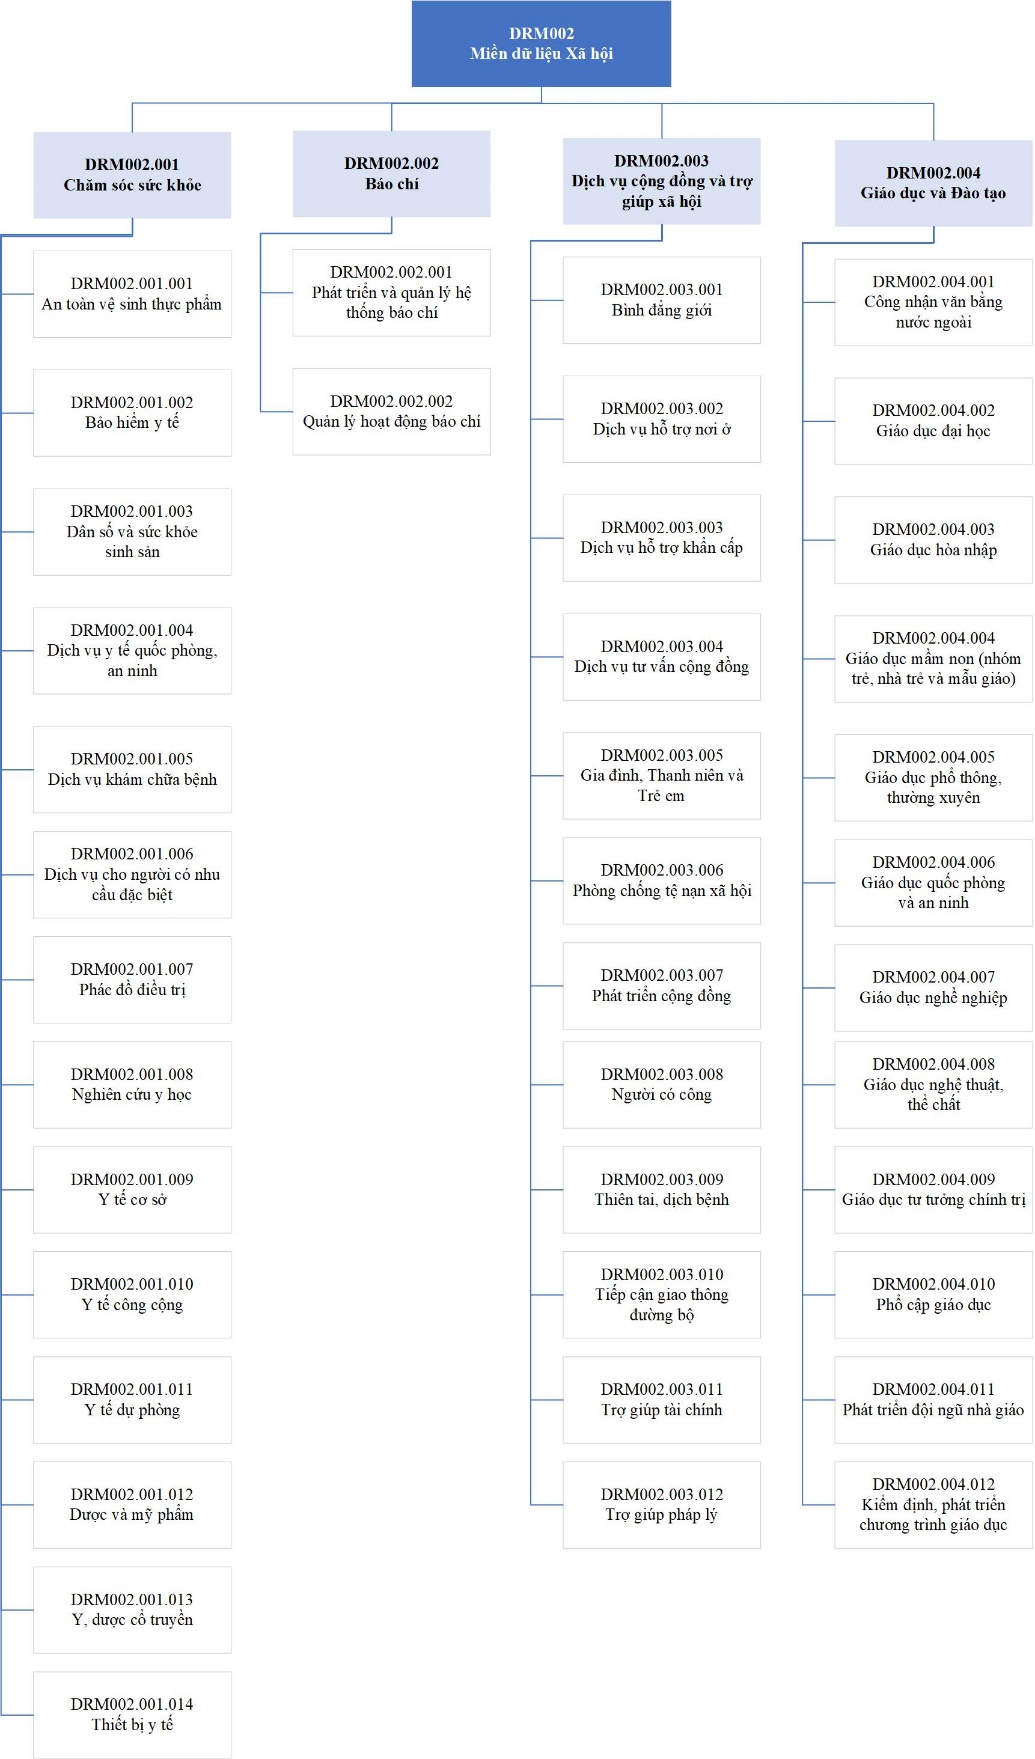 DRM002
Miền dữ liệu Xã hội
DRM002.001
Chăm sóc sức khỏe
DRM002.001.001
An toàn vệ sinh thực phẩm
DRM002.001.002
Bảo hiểm y tế
DRM002.001.003
Dân số và sức khỏe
sinh sản
DRM002.001.004
Dịch vụ y tế quốc phòng,
an ninh
DRM002.001.005
Dịch vụ khám chữa bệnh
DRM002.001.006
Dịch vụ cho người có nhu
cầu đặc biệt
DRM002.001.007
Phác đồ điều trị
DRM002.001.008
Nghiên cứu y học
DRM002.001.009
Y tế cơ sở
DRM002.001.010
Y tế công cộng
DRM002.001.011
Y tế dự phòng
DRM002.001.012
Dược và mỹ phẩm
DRM002.001.013
Y, dược cổ truyền
DRM002.001.014
Thiết bị y tế
DRM002.002
Báo chí
DRM002.002.001
Phát triển và quản lý hệ
thống báo chí
DRM002.002.002
Quản lý hoạt động báo chí
DRM002.003
Dịch vụ cộng đồng và trợ
giúp xã hội
DRM002.003.001
Bình đẳng giới
DRM002.003.002
Dịch vụ hỗ trợ nơi ở
DRM002.003.003
Dịch vụ hỗ trợ khẩn cấp
DRM002.003.004
Dịch vụ tư vấn cộng đồng
DRM002.003.005
Gia đình, Thanh niên và
Trẻ em
DRM002.003.006
Phòng chống tệ nạn xã hội
DRM002.003.007
Phát triển cộng đồng
DRM002.003.008
Người có công
DRM002.003.009
Thiên tai, dịch bệnh
DRM002.003.010
Tiếp cận giao thông
đường bộ
DRM002.003.011
Trợ giúp tài chính
DRM002.003.012
Trợ giúp pháp lý
DRM002.004
Giáo dục và Đào tạo
DRM002.004.001
Công nhận văn bằng
nước ngoài
DRM002.004.002
Giáo dục đại học
DRM002.004.003
Giáo dục hòa nhập
DRM002.004.004
Giáo dục mầm non (nhóm
trẻ, nhà trẻ và mẫu giáo)
DRM002.004.005
Giáo dục phổ thông,
thường xuyên
DRM002.004.006
Giáo dục quốc phòng
và an ninh
DRM002.004.007
Giáo dục nghề nghiệp
DRM002.004.008
Giáo dục nghệ thuật,
thể chất
DRM002.004.009
Giáo dục tư tưởng chính trị
DRM002.004.010
Phổ cập giáo dục
DRM002.004.011
Phát triển đội ngũ nhà giáo
DRM002.004.012
Kiểm định, phát triển
chương trình giáo dục